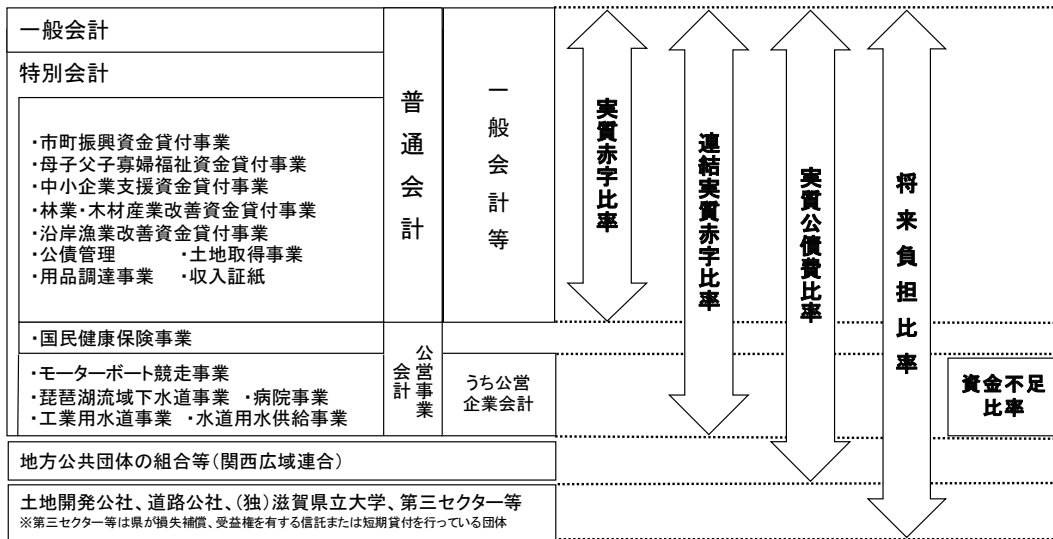 一般会計
特別会計
・市町振興資金貸付事業
・母子父子寡婦福祉資金貸付事業
・中小企業支援資金貸付事業
・林業・木材産業改善資金貸付事業
・沿岸漁業改善資金貸付事業
・公債管理 ・土地取得事業
・用品調達事業 ・収入証紙
・国民健康保険事業
・モーターボート競走事業
・琵琶湖流域下水道事業 ・病院事業
・工業用水道事業 ・水道用水供給事業
普通会計
公営事業
会計
一般会計等
うち公営
企業会計
実質赤字比率
連結実質赤字比率
実質公債費比率
将来負担比率
資金不足
比率
地方公共団体の組合等(関西広域連合)
土地開発公社、道路公社、(独)滋賀県立大学、第三セクター等
※第三セクター等は県が損失補償、受益権を有する信託または短期貸付を行っている団体